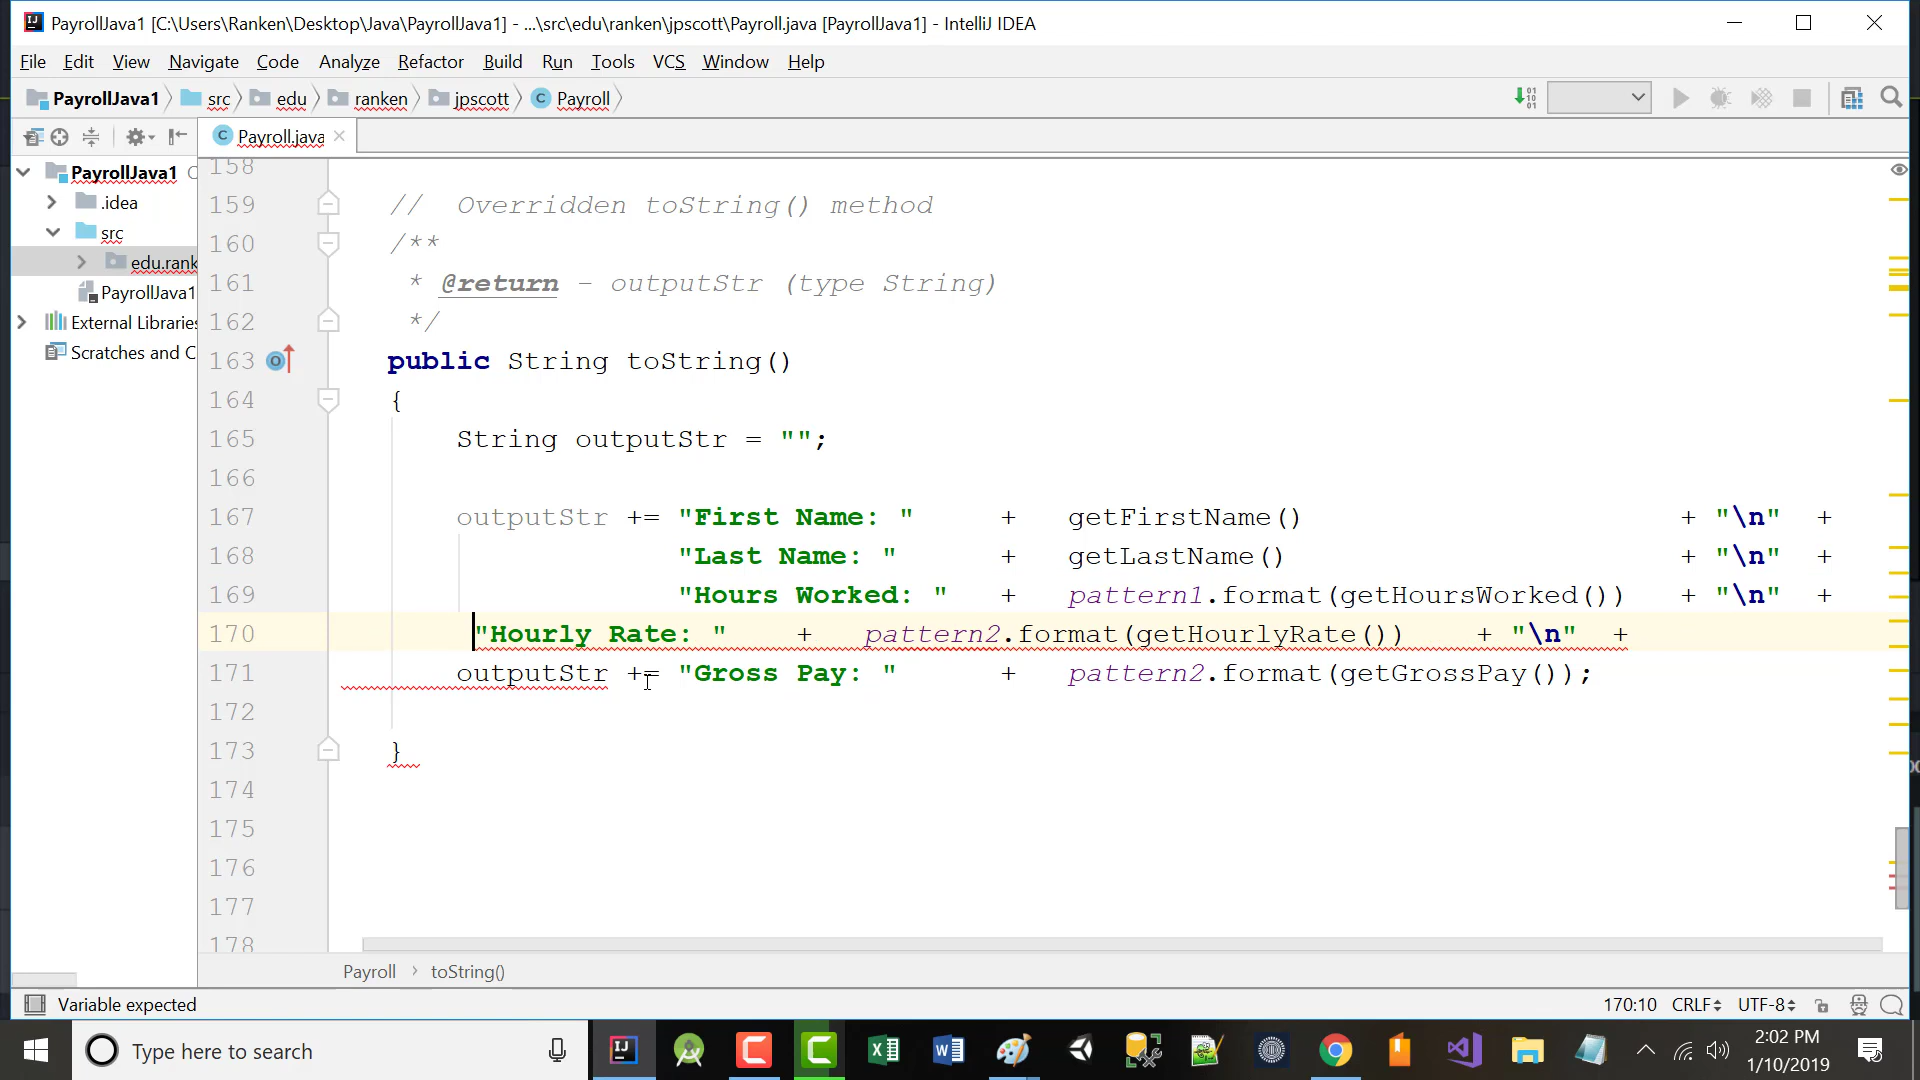 PayrollJava1 [C:\Users\Ranken\Desktop\Java\PayrollJava1] - ...\src\edu\ranken\jpscott\Payroll.java [PayrollJava1] - IntelliJ IDEA
File Edit View Navigate Code Analyze Refactor Build Run Tools VCS Window Help
PayrollJava1 src edu ranken jpscott Payroll
Payroll.java
PayrollJava1
.idea
src
edu.rank
PayrollJava1
External Libraries
Scratches and C
158
159 // Overridden toString() method
160 /**
161 * @return - outputStr (type String)
162 */
163 public String toString()
164 {
165 String outputStr = "";
166
167 outputStr += "First Name: " + getFirstName() + "\n" +
168 "Last Name: " + getLastName() + "\n" +
169 "Hours Worked: " + pattern1.format(getHoursWorked()) + "\n" +
170 "Hourly Rate: " + pattern2.format(getHourlyRate()) + "\n" +
171 outputStr += "Gross Pay: " + pattern2.format(getGrossPay());
172
173 }
174
175
176
177
178
Payroll › toString()
Variable expected 170:10 CRLF UTF-8
Type here to search
2:02 PM
1/10/2019